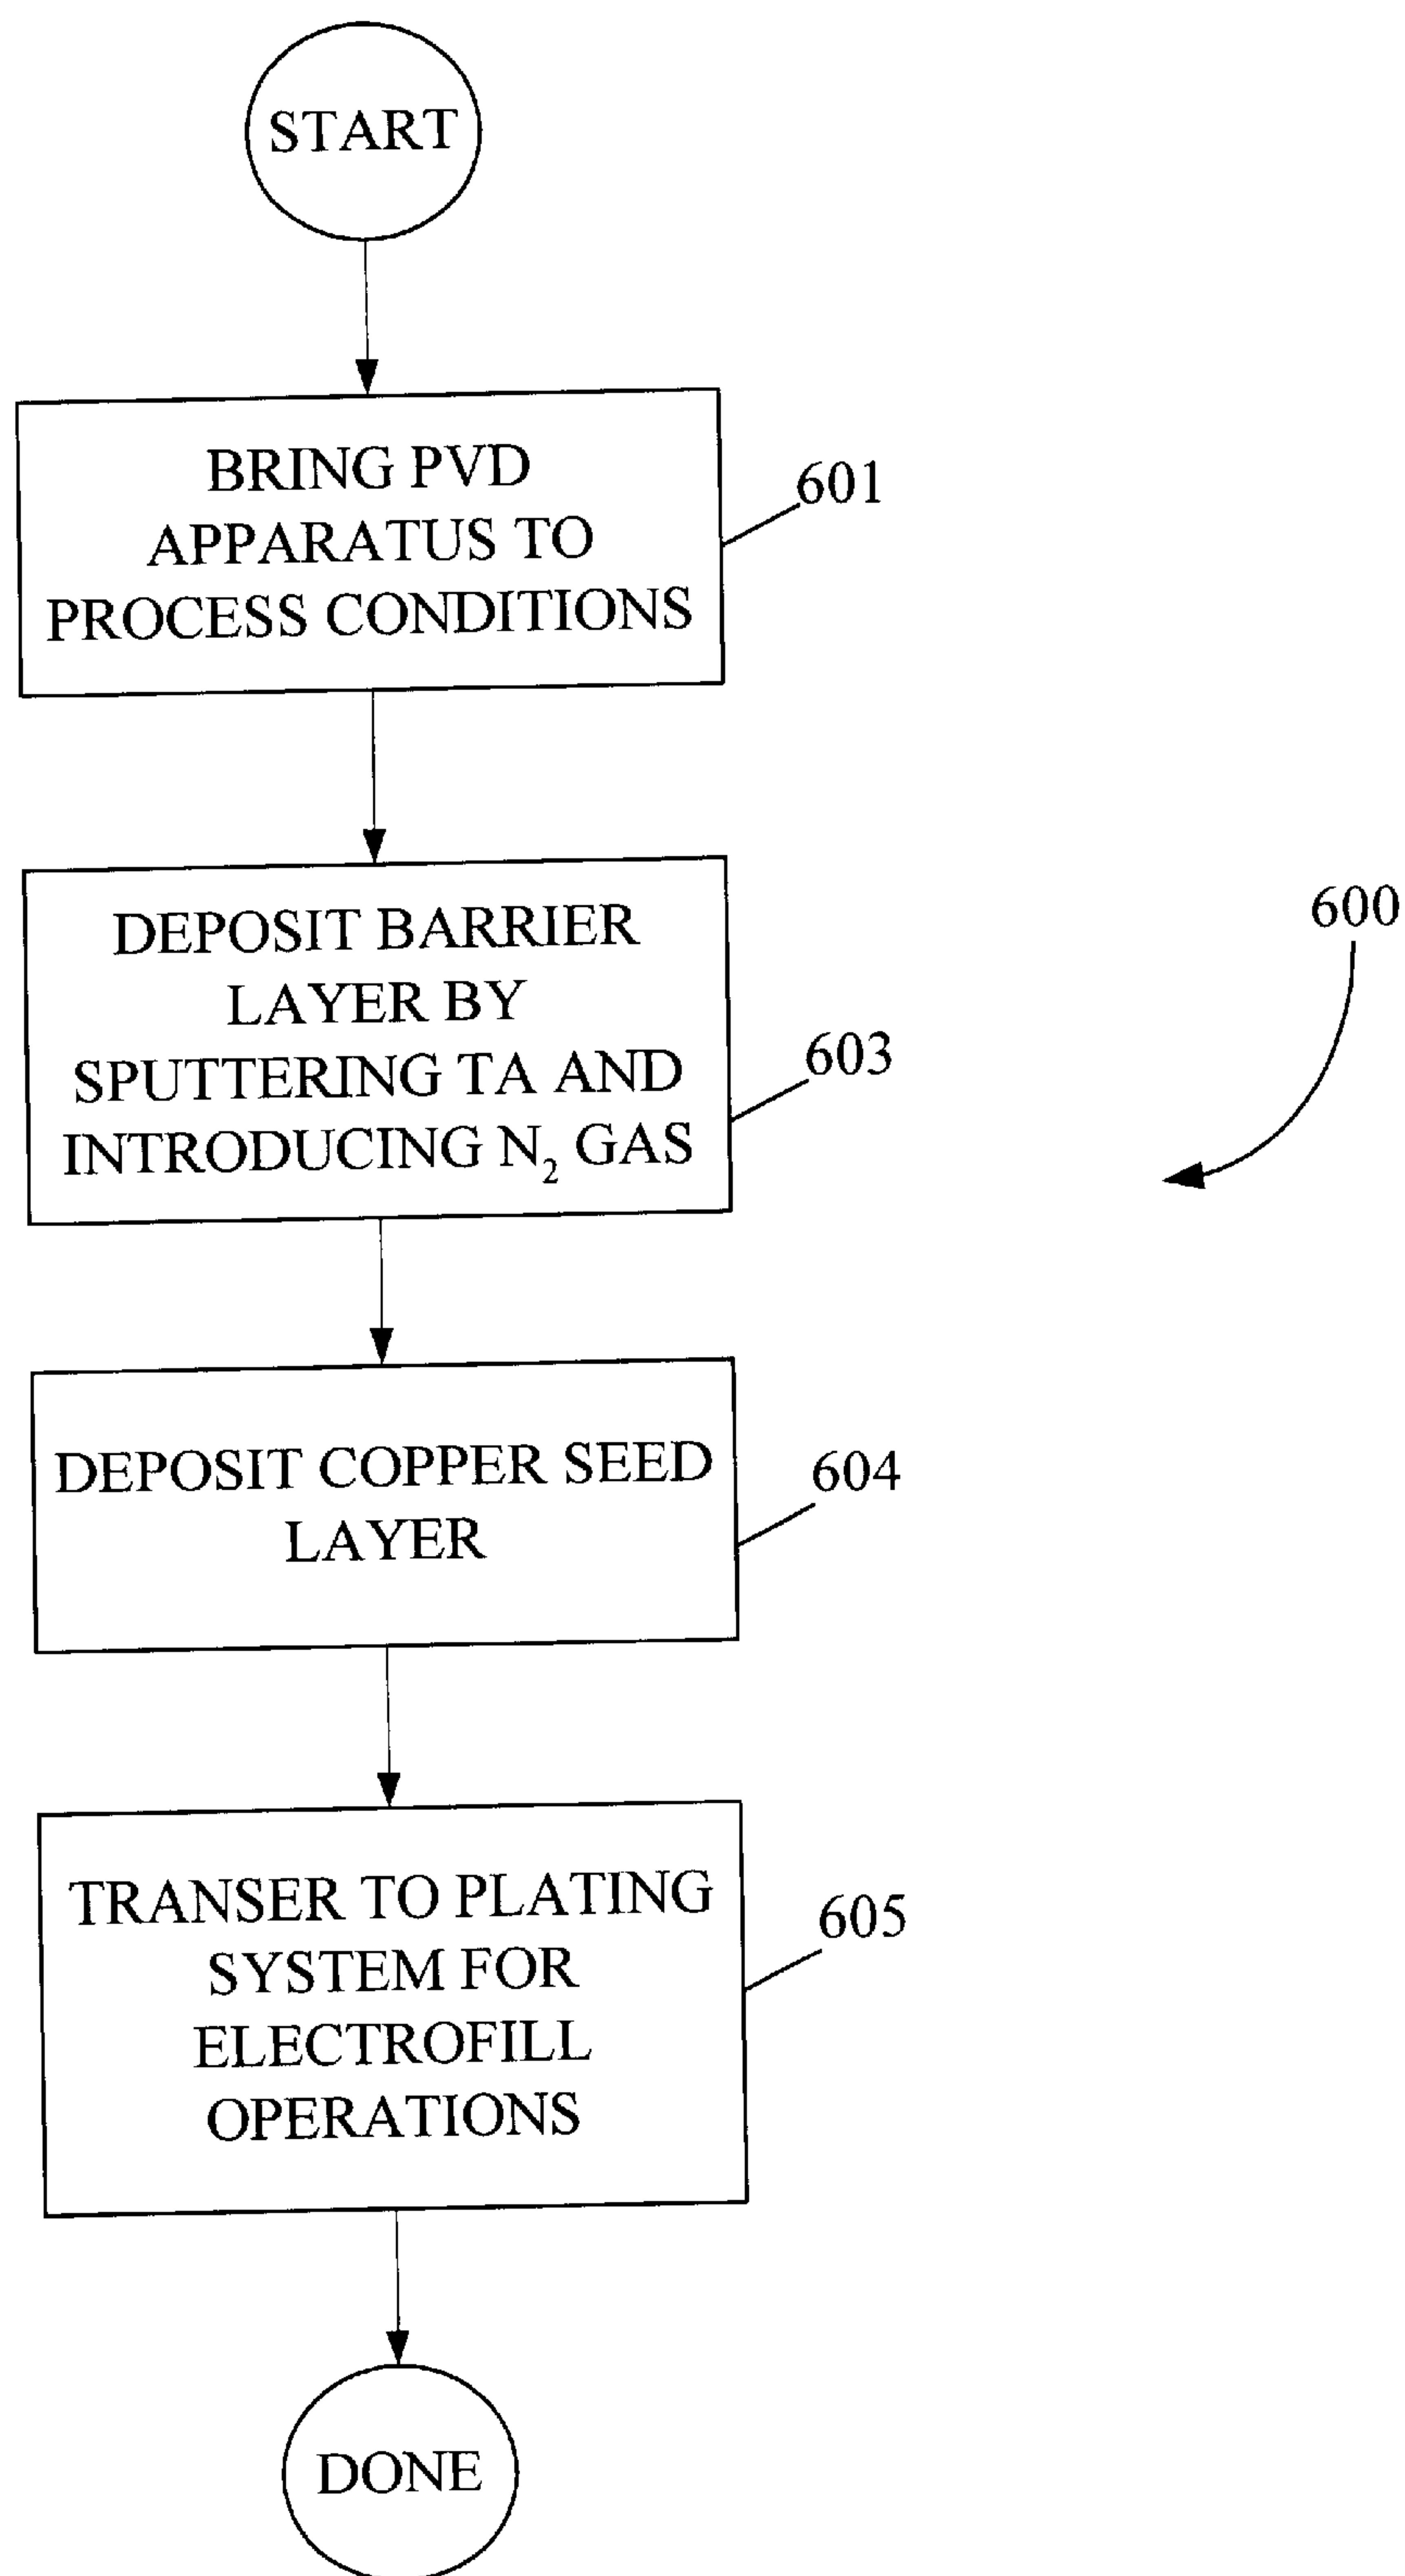 START
BRING PVD
APPARATUS TO
PROCESS CONDITIONS
601
DEPOSIT BARRIER
LAYER BY
SPUTTERING TA AND
INTRODUCING N₂ GAS
603
600
DEPOSIT COPPER SEED
LAYER
604
TRANSER TO PLATING
SYSTEM FOR
ELECTROFILL
OPERATIONS
605
DONE